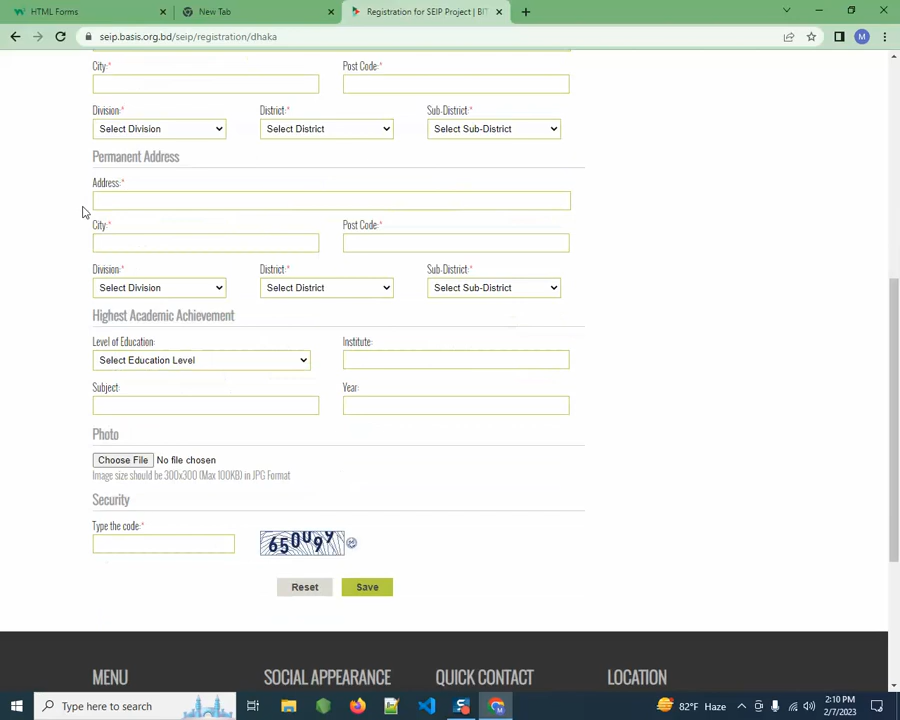 HTML Forms
New Tab
Registration for SEIP Project | BIT
seip.basis.org.bd/seip/registration/dhaka
M
City:* Post Code:*
Division:* District:* Sub-District:*
Select Division Select District Select Sub-District
Permanent Address
Address:*
City:* Post Code:*
Division:* District:* Sub-District:*
Select Division Select District Select Sub-District
Highest Academic Achievement
Level of Education: Institute:
Select Education Level
Subject: Year:
Photo
Choose File No file chosen
Image size should be 300x300 (Max 100KB) in JPG Format
Security
Type the code:*
650099
Reset Save
MENU SOCIAL APPEARANCE QUICK CONTACT LOCATION
Type here to search
82°F Haze
2:10 PM
2/7/2023